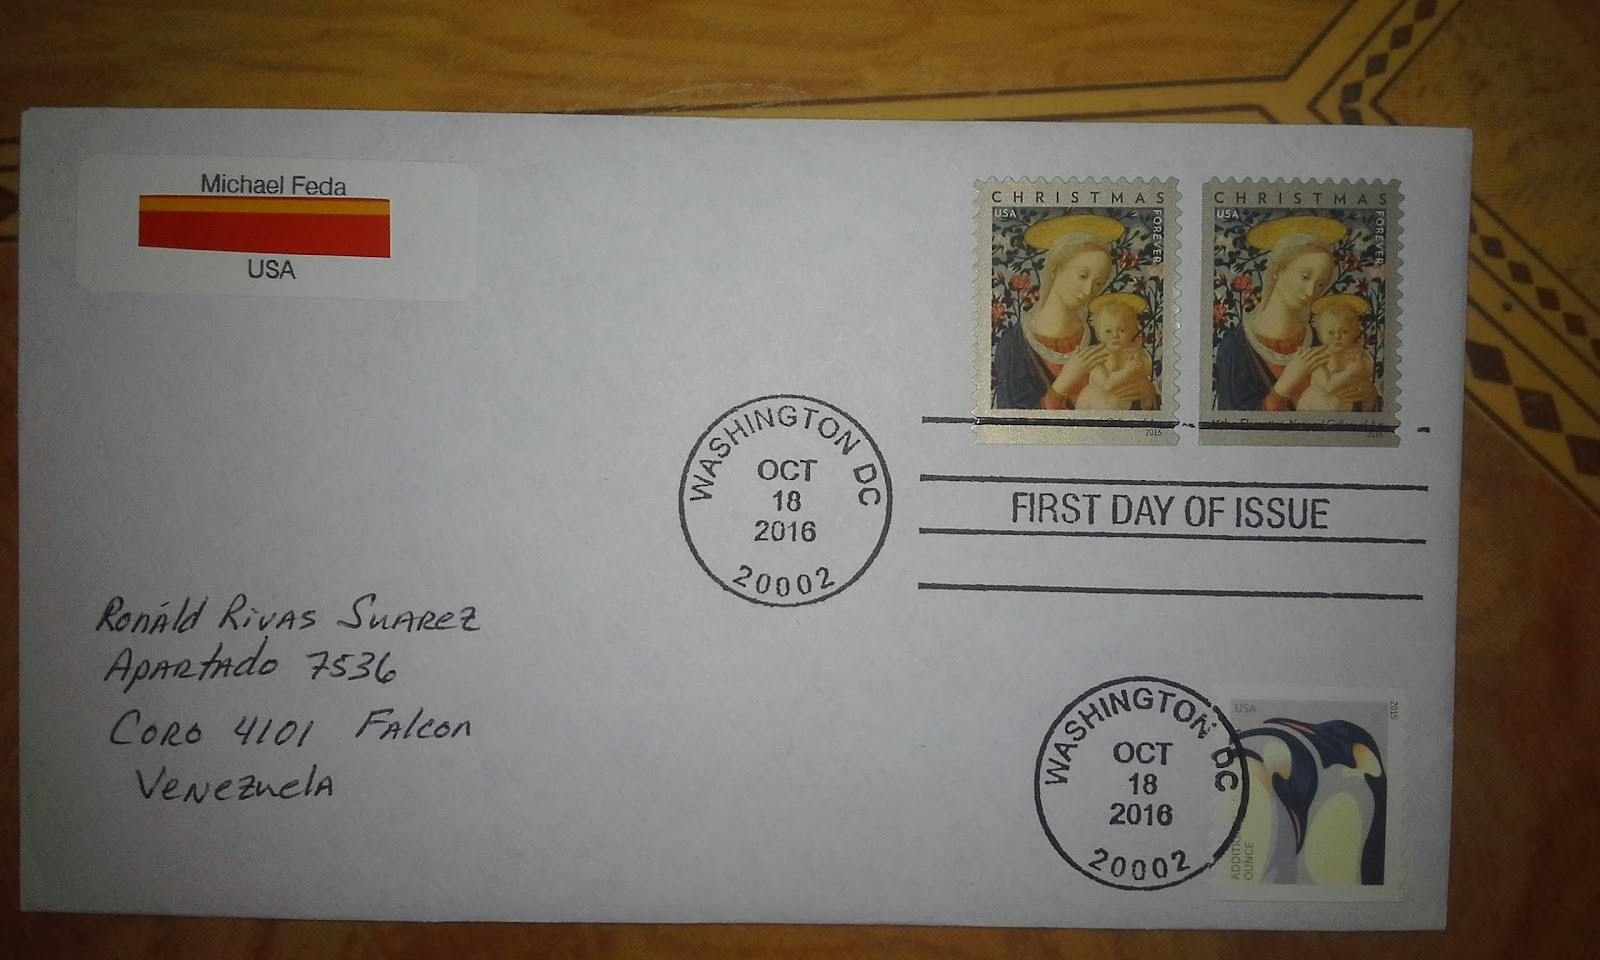 Michael Feda
USA
CHRISTMAS
USA
FOREVER
2016
CHRISTMAS
USA
FOREVER
2016
WASHINGTON DC
OCT
18
2016
20002
FIRST DAY OF ISSUE
Ronáld Rivas Suarez
Apartado 7536
Coro 4101 Falcon
Venezuela
WASHINGTON DC
OCT
18
2016
20002
USA
2015
OUNCE